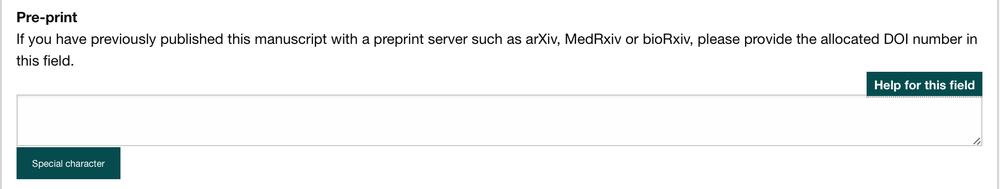 Pre-print
If you have previously published this manuscript with a preprint server such as arXiv, MedRxiv or bioRxiv, please provide the allocated DOI number in
this field.
Help for this field
Special character